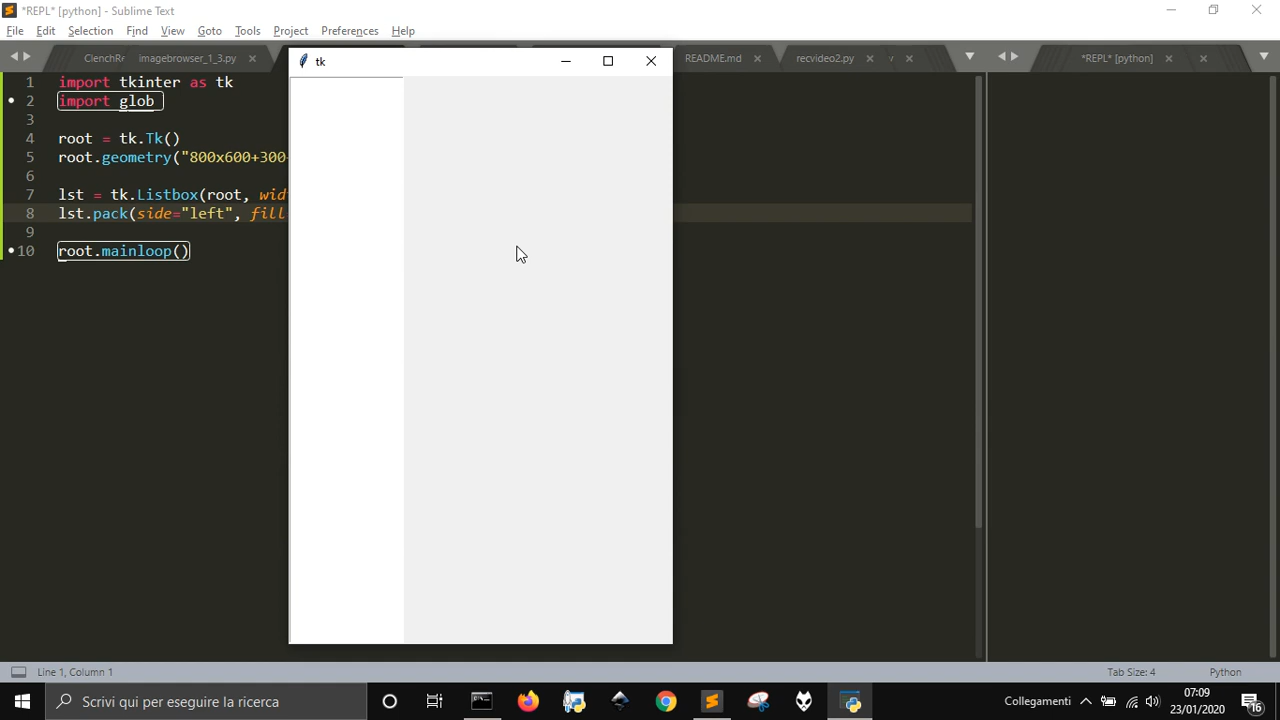 *REPL* [python] - Sublime Text
File Edit Selection Find View Goto Tools Project Preferences Help
imagebrowser_1_3.py README.md recvideo2.py *REPL* [python]
tk
1 import tkinter as tk
2 import glob
3
4 root = tk.Tk()
5 root.geometry("800x600+300
6
7 lst = tk.Listbox(root,
8 lst.pack(side="left", fill
9
10 root.mainloop()
Line 1, Column 1 Tab Size: 4 Python
Scrivi qui per eseguire la ricerca Collegamenti 07:09
23/01/2020 16